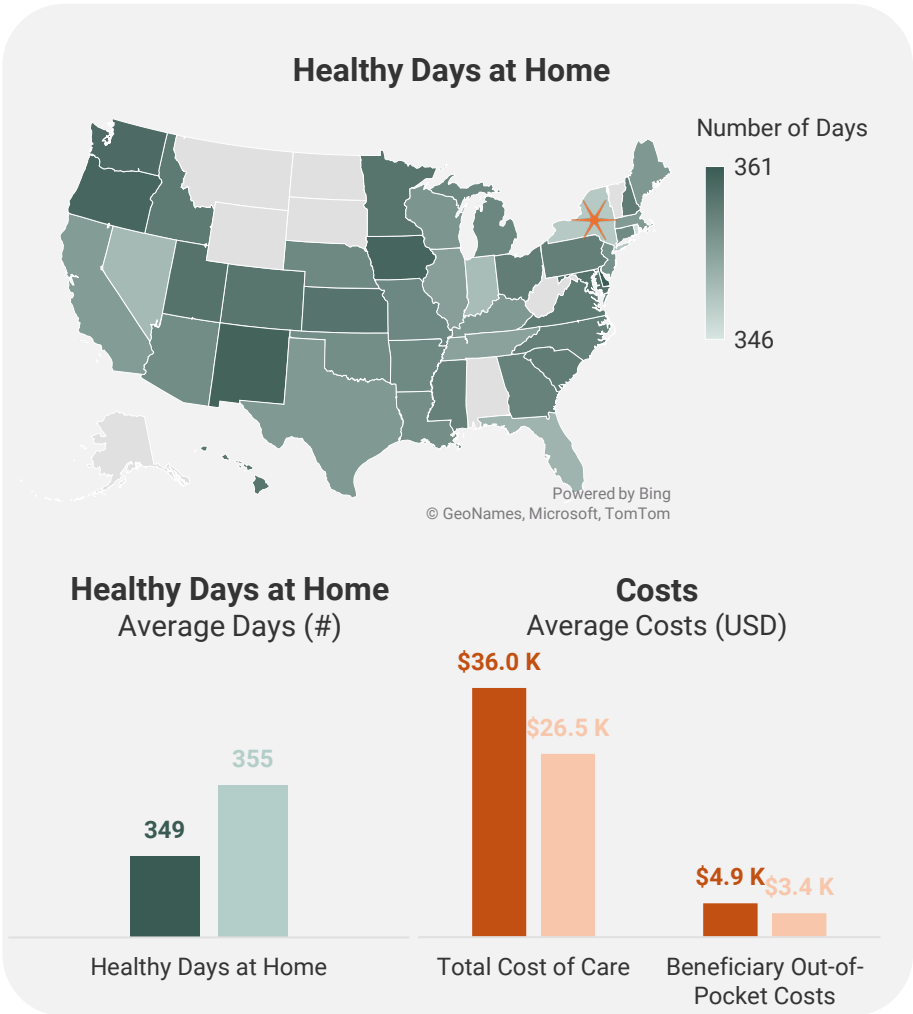 Healthy Days at Home
Number of Days
361
346
Powered by Bing
© GeoNames, Microsoft, TomTom
Healthy Days at Home
Average Days (#)
349
355
Healthy Days at Home
Costs
Average Costs (USD)
$36.0 K
$26.5 K
$4.9 K
$3.4 K
Total Cost of Care
Beneficiary Out-of-
Pocket Costs